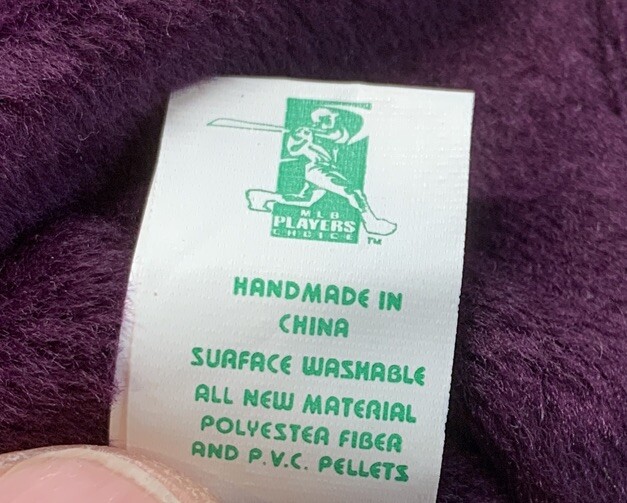 MLB
PLAYERS
CHOICE TM
HANDMADE IN
CHINA
SURFACE WASHABLE
ALL NEW MATERIAL
POLYESTER FIBER
AND P.V.C. PELLETS